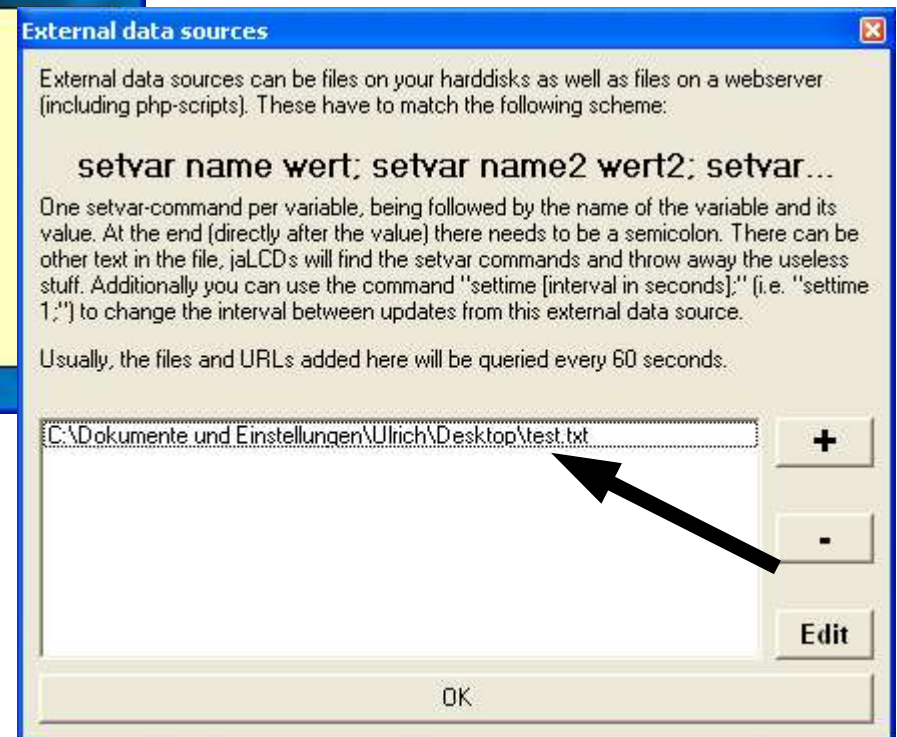 External data sources
External data sources can be files on your harddisks as well as files on a webserver
(including php-scripts). These have to match the following scheme:
setvar name wert; setvar name2 wert2; setvar...
One setvar-command per variable, being followed by the name of the variable and its
value. At the end (directly after the value) there needs to be a semicolon. There can be
other text in the file, jaLCDs will find the setvar commands and throw away the useless
stuff. Additionally you can use the command "settime [interval in seconds];" (i.e. "settime
1;") to change the interval between updates from this external data source.
Usually, the files and URLs added here will be queried every 60 seconds.
C:\Dokumente und Einstellungen\Ulrich\Desktop\test.txt
+
-
Edit
OK